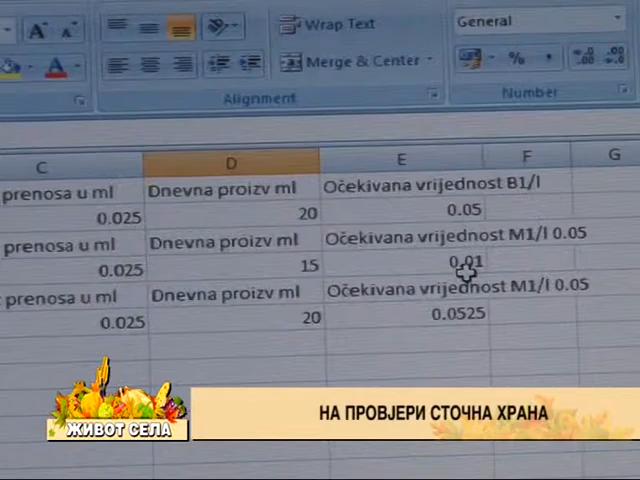 Wrap Text
General
Merge & Center
%
Alignment
Number
C D E F G
prenosa u ml Dnevna proizv ml Očekivana vrijednost B1/l
0.025 20 0.05
prenosa u ml Dnevna proizv ml Očekivana vrijednost M1/l 0.05
0.025 15 0.01
prenosa u ml Dnevna proizv ml Očekivana vrijednost M1/l 0.05
0.025 20 0.0525
НА ПРОВЈЕРИ СТОЧНА ХРАНА
ЖИВОТ СЕЛА